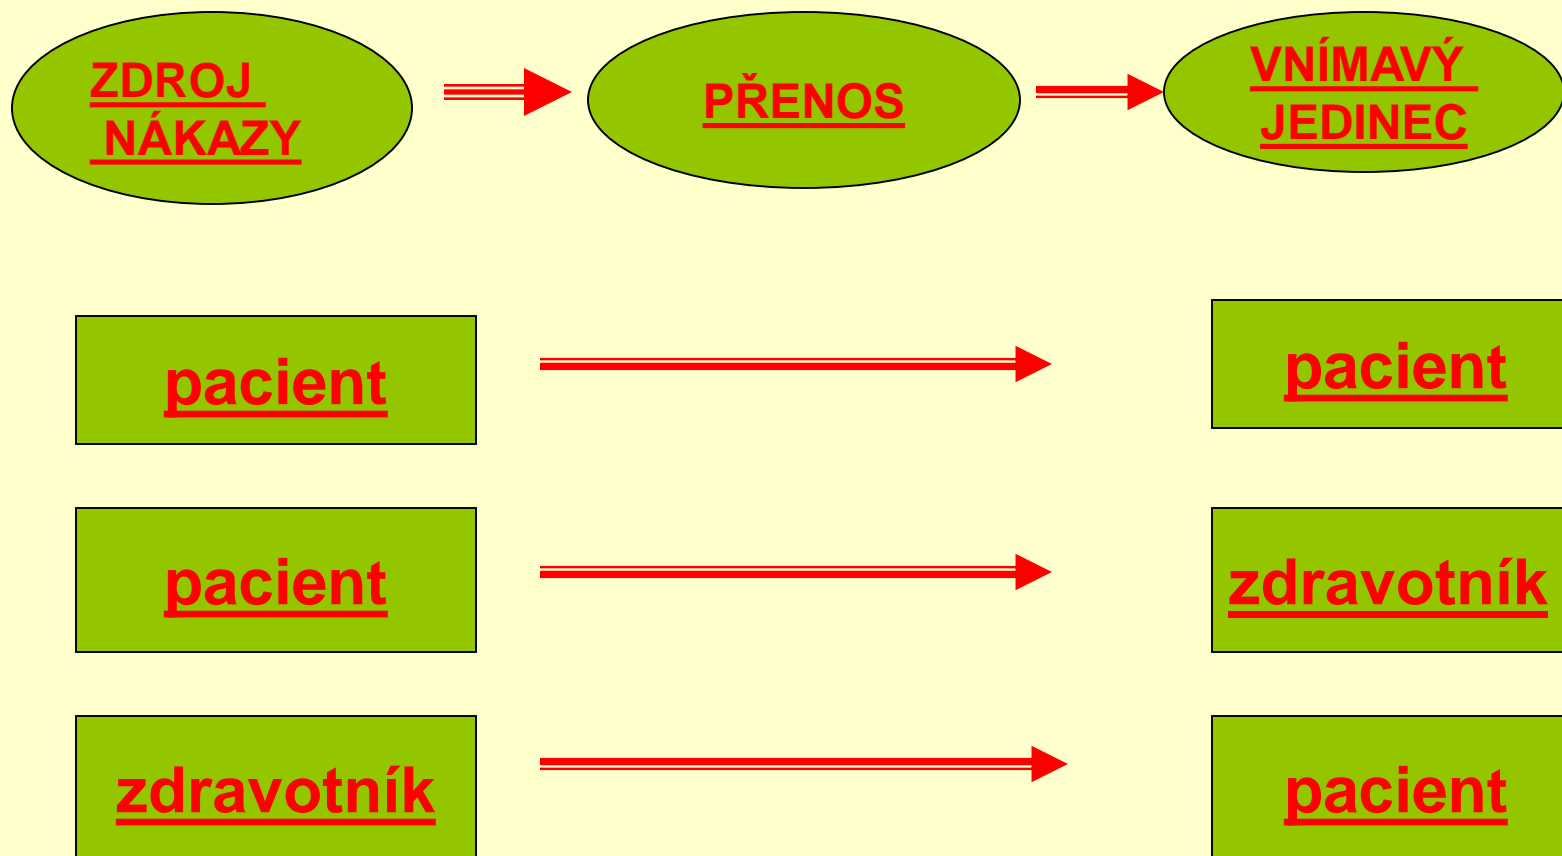 ZDROJ
NÁKAZY
PŘENOS
VNÍMAVÝ
JEDINEC
pacient
pacient
pacient
zdravotník
zdravotník
pacient